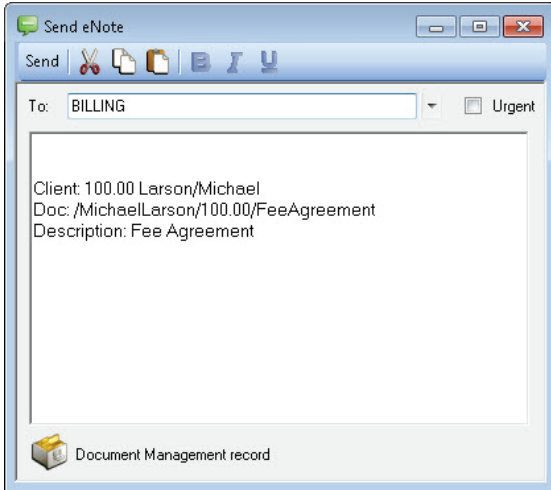 Send eNote
Send B I U
To: BILLING Urgent
Client: 100.00 Larson/Michael
Doc: /MichaelLarson/100.00/FeeAgreement
Description: Fee Agreement
Document Management record